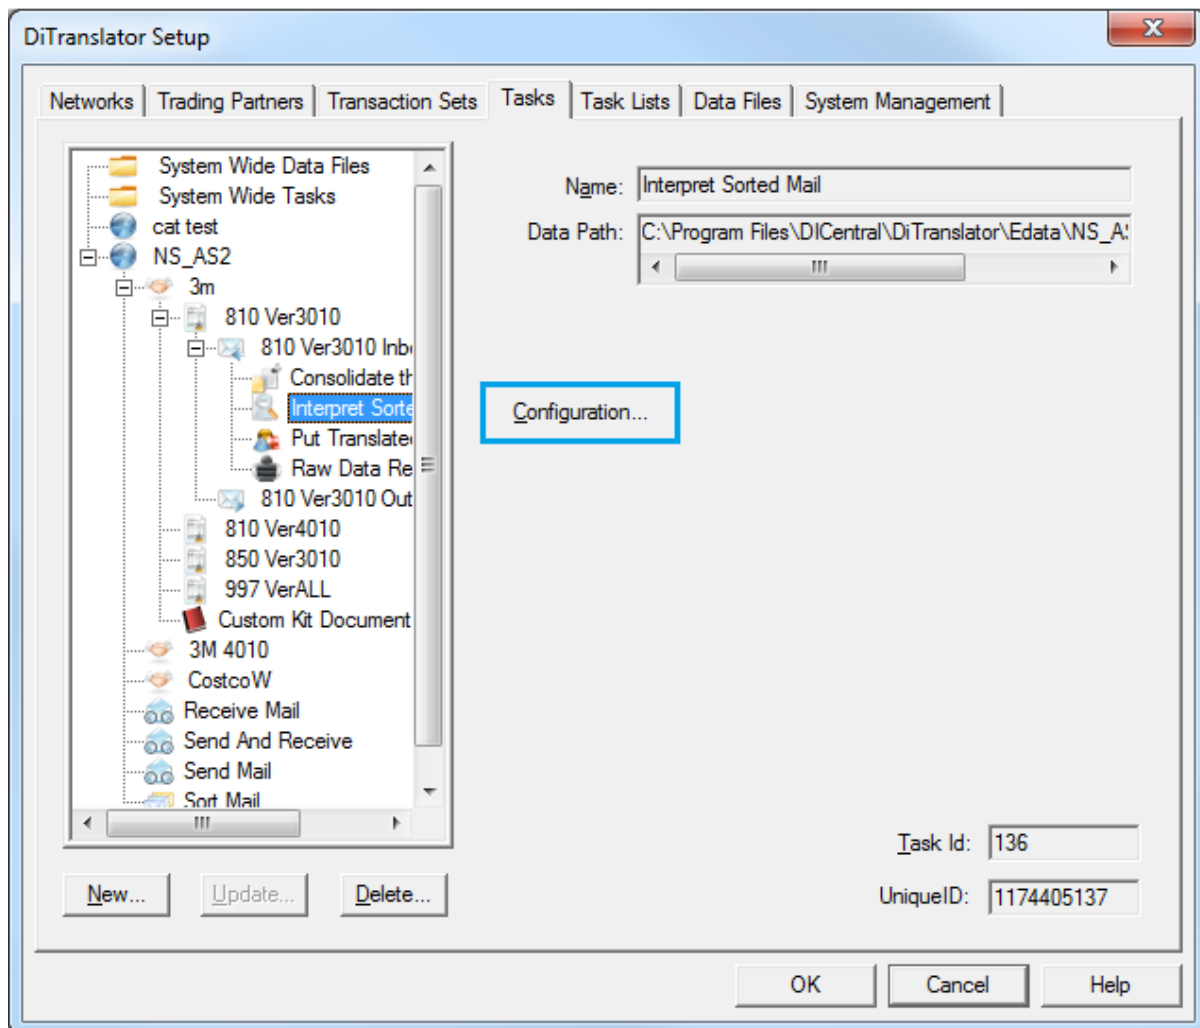 DiTranslator Setup
Networks Trading Partners Transaction Sets Tasks Task Lists Data Files System Management
System Wide Data Files
System Wide Tasks
cat test
NS_AS2
3m
810 Ver3010
810 Ver3010 Inb
Consolidate th
Interpret Sorte
Put Translate
Raw Data Re
810 Ver3010 Out
810 Ver4010
850 Ver3010
997 VerALL
Custom Kit Document
3M 4010
CostcoW
Receive Mail
Send And Receive
Send Mail
Sort Mail
New... Update... Delete...
Name: Interpret Sorted Mail
Data Path: C:\Program Files\DICentral\DiTranslator\Edata\NS_A
Configuration...
Task Id: 136
UniqueID: 1174405137
OK Cancel Help